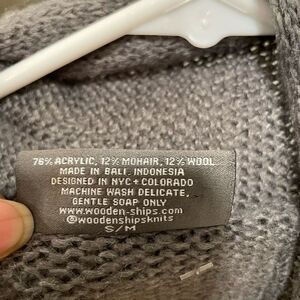 76% ACRYLIC, 12% MOHAIR, 12% WOOL
MADE IN BALI, INDONESIA
DESIGNED IN NYC + COLORADO
MACHINE WASH DELICATE,
GENTLE SOAP ONLY
www.wooden-ships.com
@woodenshipsknits
S/M